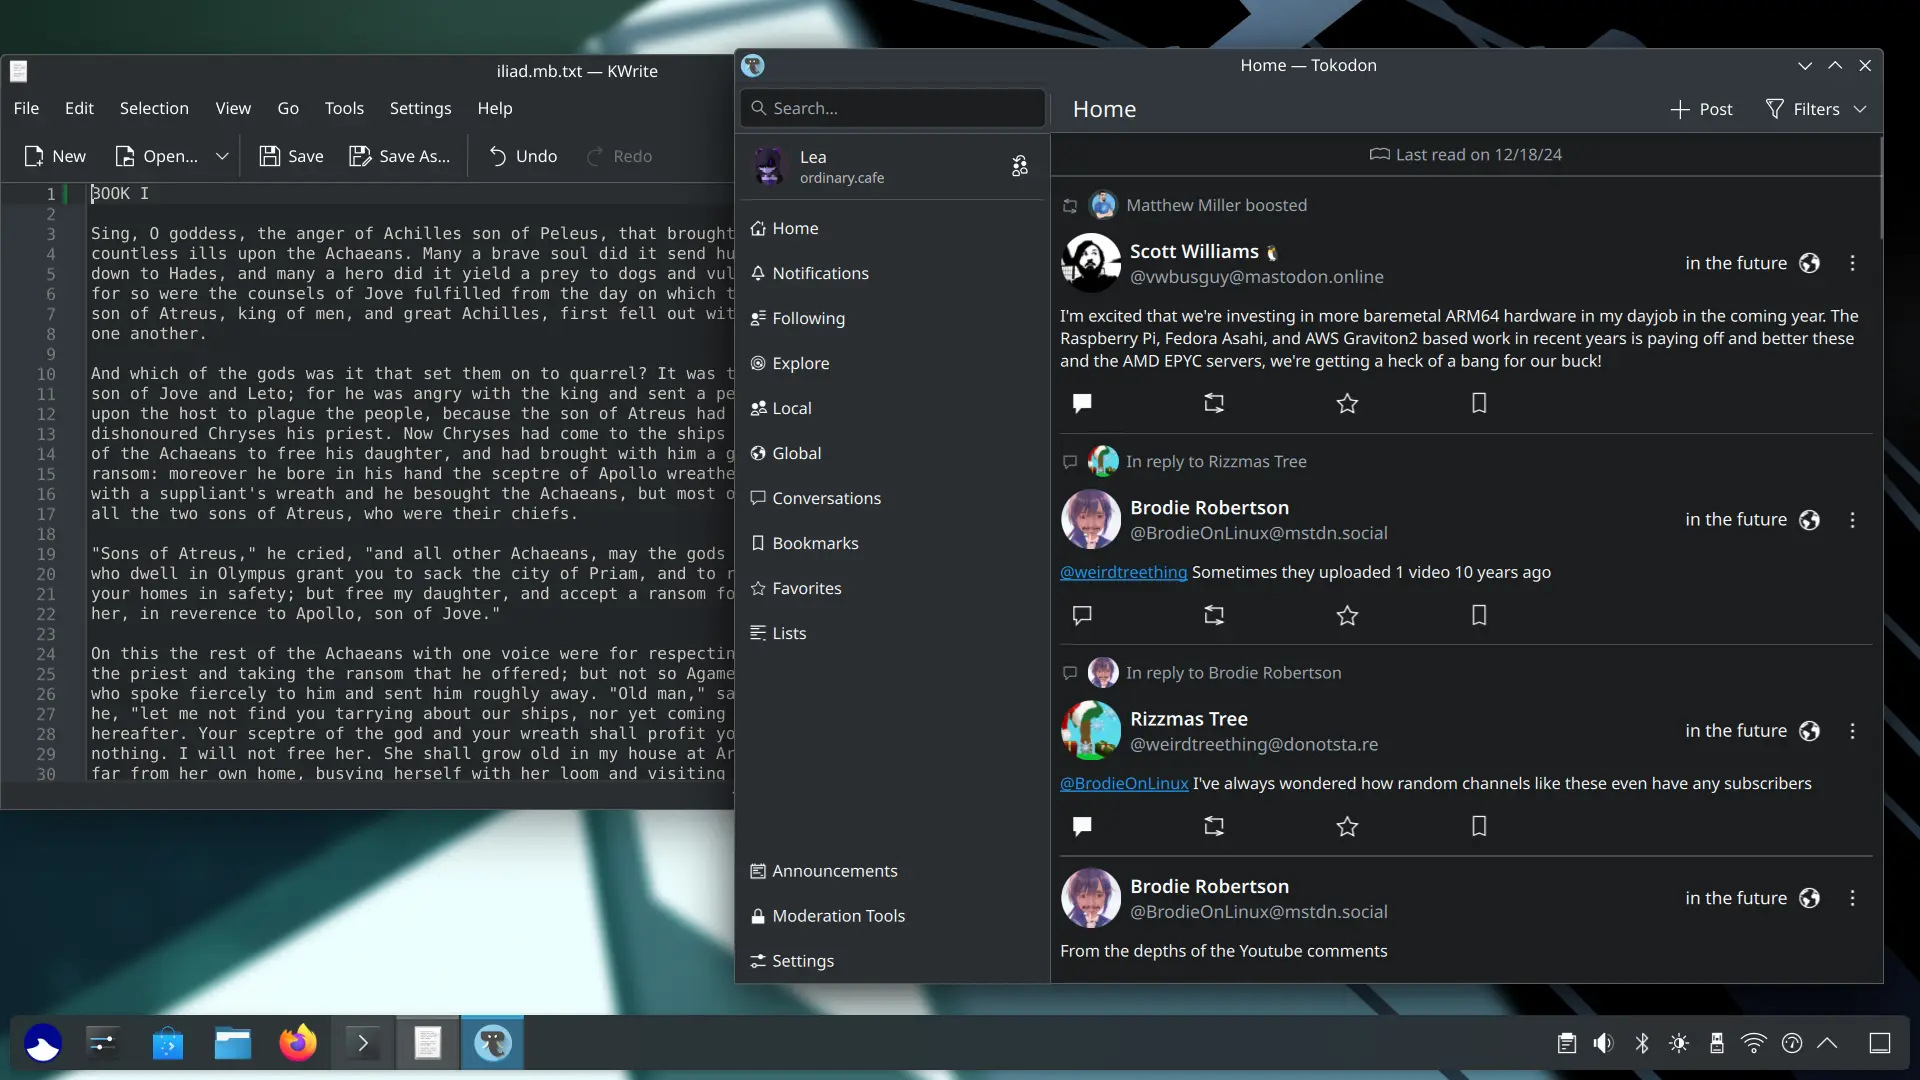 iliad.mb.txt — KWrite
File Edit Selection View Go Tools Settings Help
New Open... Save Save As... Undo Redo
1 BOOK I
2
3 Sing, O goddess, the anger of Achilles son of Peleus, that brought
4 countless ills upon the Achaeans. Many a brave soul did it send hu
5 down to Hades, and many a hero did it yield a prey to dogs and vul
6 for so were the counsels of Jove fulfilled from the day on which t
7 son of Atreus, king of men, and great Achilles, first fell out wit
8 one another.
9
10 And which of the gods was it that set them on to quarrel? It was t
11 son of Jove and Leto; for he was angry with the king and sent a pe
12 upon the host to plague the people, because the son of Atreus had
13 dishonoured Chryses his priest. Now Chryses had come to the ships
14 of the Achaeans to free his daughter, and had brought with him a g
15 ransom: moreover he bore in his hand the sceptre of Apollo wreathe
16 with a suppliant's wreath and he besought the Achaeans, but most o
17 all the two sons of Atreus, who were their chiefs.
18
19 "Sons of Atreus," he cried, "and all other Achaeans, may the gods
20 who dwell in Olympus grant you to sack the city of Priam, and to r
21 your homes in safety; but free my daughter, and accept a ransom fo
22 her, in reverence to Apollo, son of Jove."
23
24 On this the rest of the Achaeans with one voice were for respectin
25 the priest and taking the ransom that he offered; but not so Agame
26 who spoke fiercely to him and sent him roughly away. "Old man," sa
27 he, "let me not find you tarrying about our ships, nor yet coming
28 hereafter. Your sceptre of the god and your wreath shall profit yo
29 nothing. I will not free her. She shall grow old in my house at Ar
30 far from her own home, busying herself with her loom and visiting
Home — Tokodon
Search...
Lea
ordinary.cafe
Home
Notifications
Following
Explore
Local
Global
Conversations
Bookmarks
Favorites
Lists
Announcements
Moderation Tools
Settings
Home
Post Filters
Last read on 12/18/24
Matthew Miller boosted
Scott Williams
@vwbusguy@mastodon.online
in the future
I'm excited that we're investing in more baremetal ARM64 hardware in my dayjob in the coming year. The
Raspberry Pi, Fedora Asahi, and AWS Graviton2 based work in recent years is paying off and better these
and the AMD EPYC servers, we're getting a heck of a bang for our buck!
In reply to Rizzmas Tree
Brodie Robertson
@BrodieOnLinux@mstdn.social
in the future
@weirdtreething Sometimes they uploaded 1 video 10 years ago
In reply to Brodie Robertson
Rizzmas Tree
@weirdtreething@donotsta.re
in the future
@BrodieOnLinux I've always wondered how random channels like these even have any subscribers
Brodie Robertson
@BrodieOnLinux@mstdn.social
in the future
From the depths of the Youtube comments